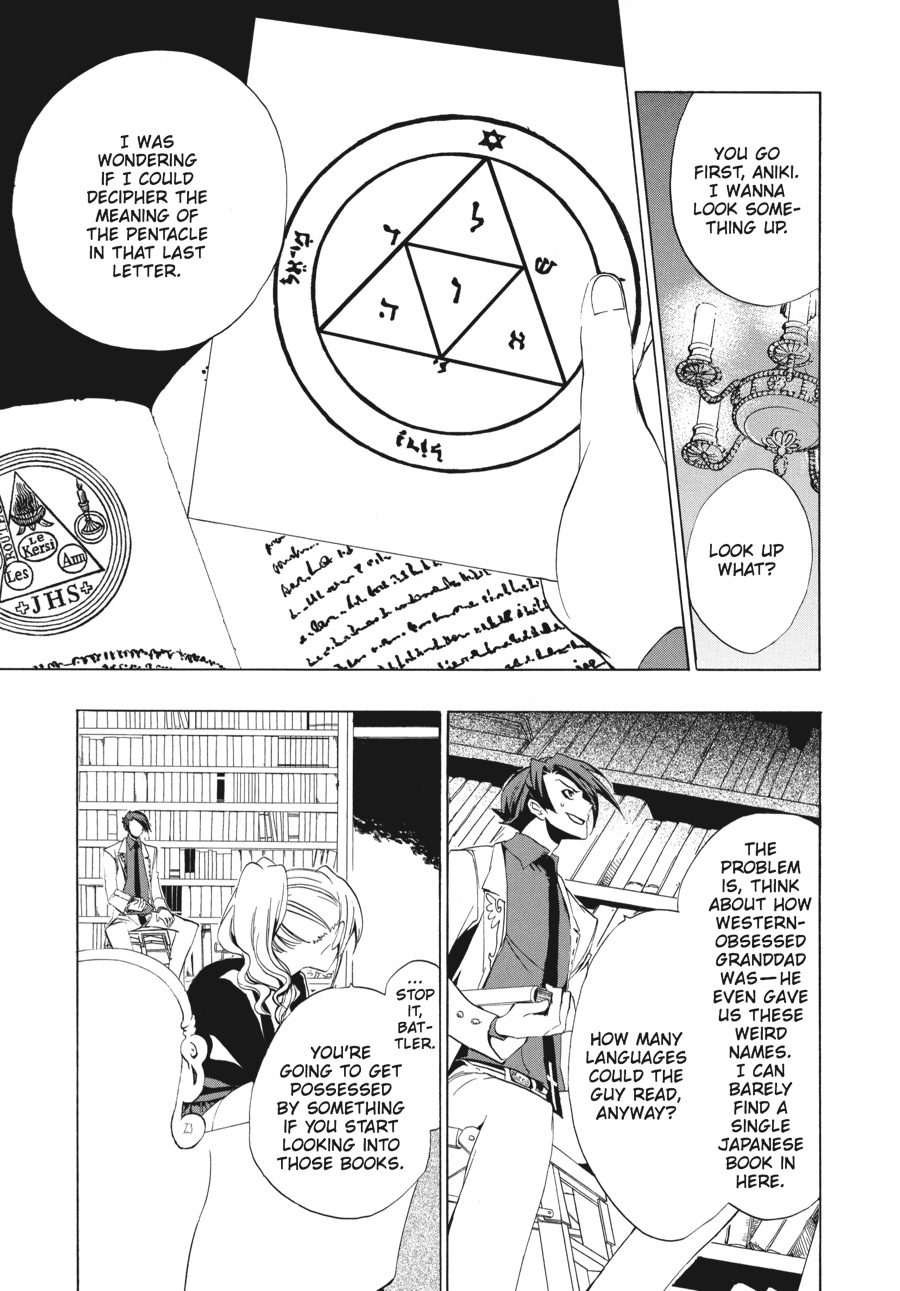 YOU GO
FIRST, ANIKI.
I WANNA
LOOK SOME-
THING UP.
LOOK UP
WHAT?
I WAS
WONDERING
IF I COULD
DECIPHER THE
MEANING OF
THE PENTACLE
IN THAT LAST
LETTER.
Le
Kersi
Les
Am
JHS
THE
PROBLEM
IS, THINK
ABOUT HOW
WESTERN-
OBSESSED
GRANDDAD
WAS—HE
EVEN GAVE
US THESE
WEIRD
NAMES.
I CAN
BARELY
FIND A
SINGLE
JAPANESE
BOOK IN
HERE.
HOW MANY
LANGUAGES
COULD THE
GUY READ,
ANYWAY?
...
STOP
IT,
BAT-
TLER.
YOU'RE
GOING TO GET
POSSESSED
BY SOMETHING
IF YOU START
LOOKING INTO
THOSE BOOKS.